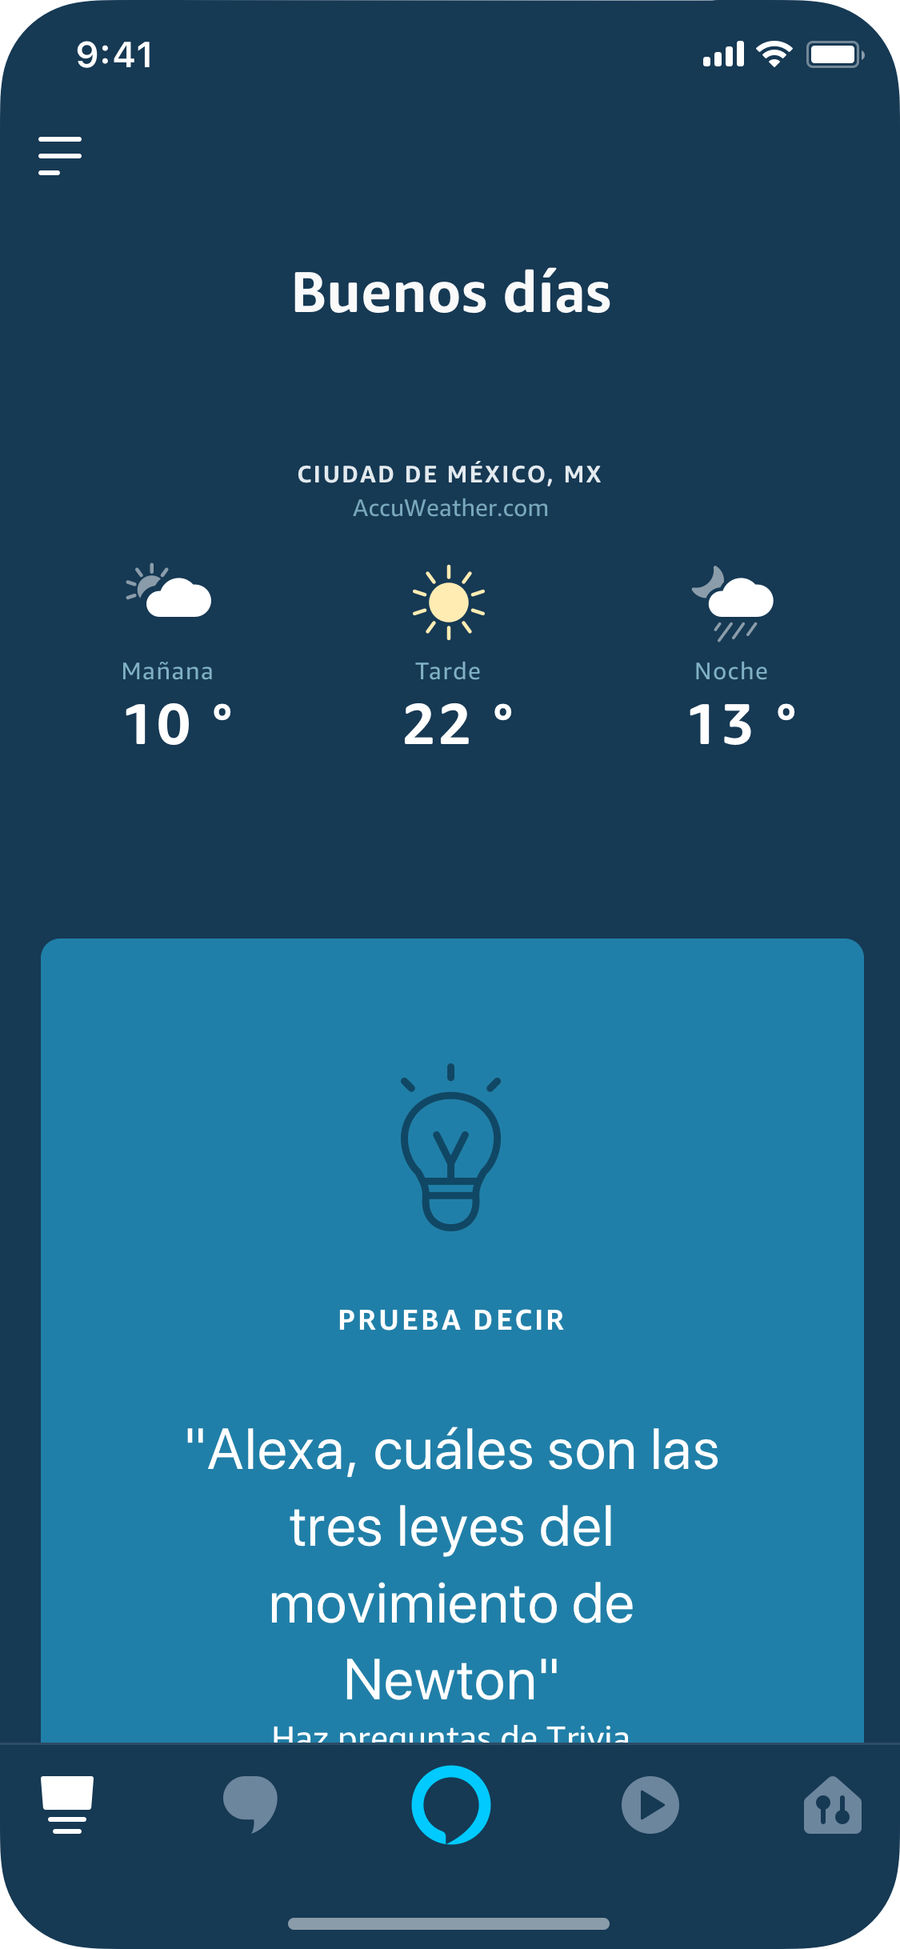 9:41
Buenos días
CIUDAD DE MÉXICO, MX
AccuWeather.com
Mañana Tarde Noche
10 ° 22 ° 13 °
PRUEBA DECIR
"Alexa, cuáles son las
tres leyes del
movimiento de
Newton"
Haz preguntas de Trivia